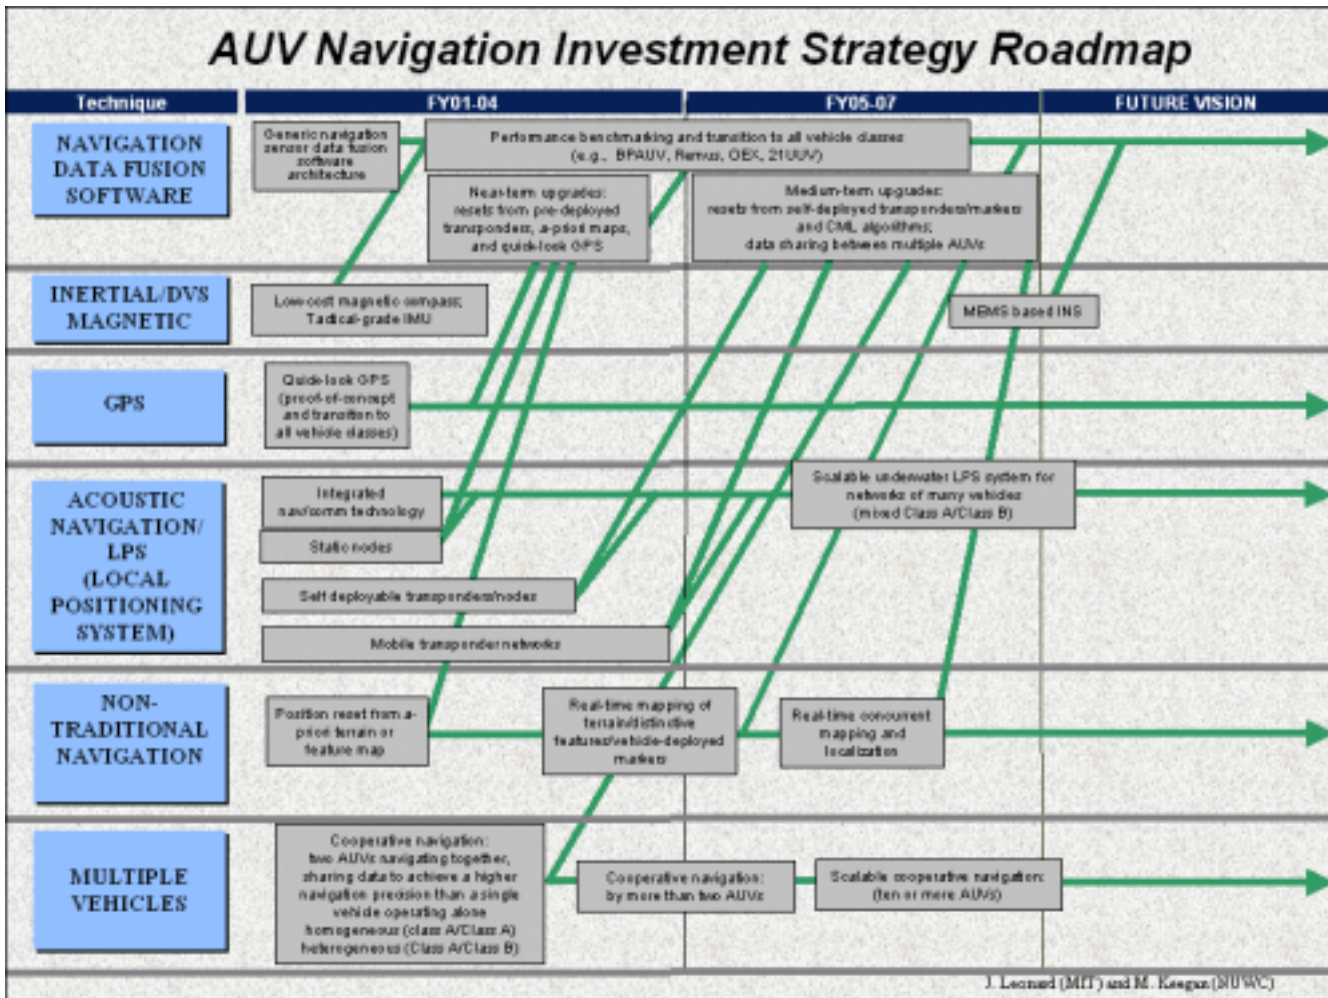 AUV Navigation Investment Strategy Roadmap
Technique
FY01-04
FY05-07
FUTURE VISION
NAVIGATION
DATA FUSION
SOFTWARE
Generic navigation
sensor data fusion
software
architecture
Performance benchmarking and transition to all vehicle classes
(e.g., BPAUV, Remus, OEX, 21UUV)
Near-term upgrades:
resets from pre-deployed
transponders, a-priori maps,
and quick-look GPS
Medium-term upgrades:
resets from self-deployed transponders/markers
and CML algorithms;
data sharing between multiple AUVs
INERTIAL/DVS
MAGNETIC
Low-cost magnetic compass;
Tactical-grade IMU
MEMS based INS
GPS
Quick-look GPS
(proof-of-concept
and transition to
all vehicle classes)
ACOUSTIC
NAVIGATION/
LPS
(LOCAL
POSITIONING
SYSTEM)
Integrated
nav/comm technology
Static nodes
Self deployable transponders/nodes
Mobile transponder networks
Scalable underwater LPS system for
networks of many vehicles
(mixed Class A/Class B)
NON-
TRADITIONAL
NAVIGATION
Position reset from a-
priori terrain or
feature map
Real-time mapping of
terrain/distinctive
features/vehicle-deployed
markers
Real-time concurrent
mapping and
localization
MULTIPLE
VEHICLES
Cooperative navigation:
two AUVs navigating together,
sharing data to achieve a higher
navigation precision than a single
vehicle operating alone
homogeneous (class A/Class A)
heterogeneous (Class A/Class B)
Cooperative navigation:
by more than two AUVs
Scalable cooperative navigation:
(ten or more AUVs)
J. Leonard (MIT) and M. Keegan (NUWC)